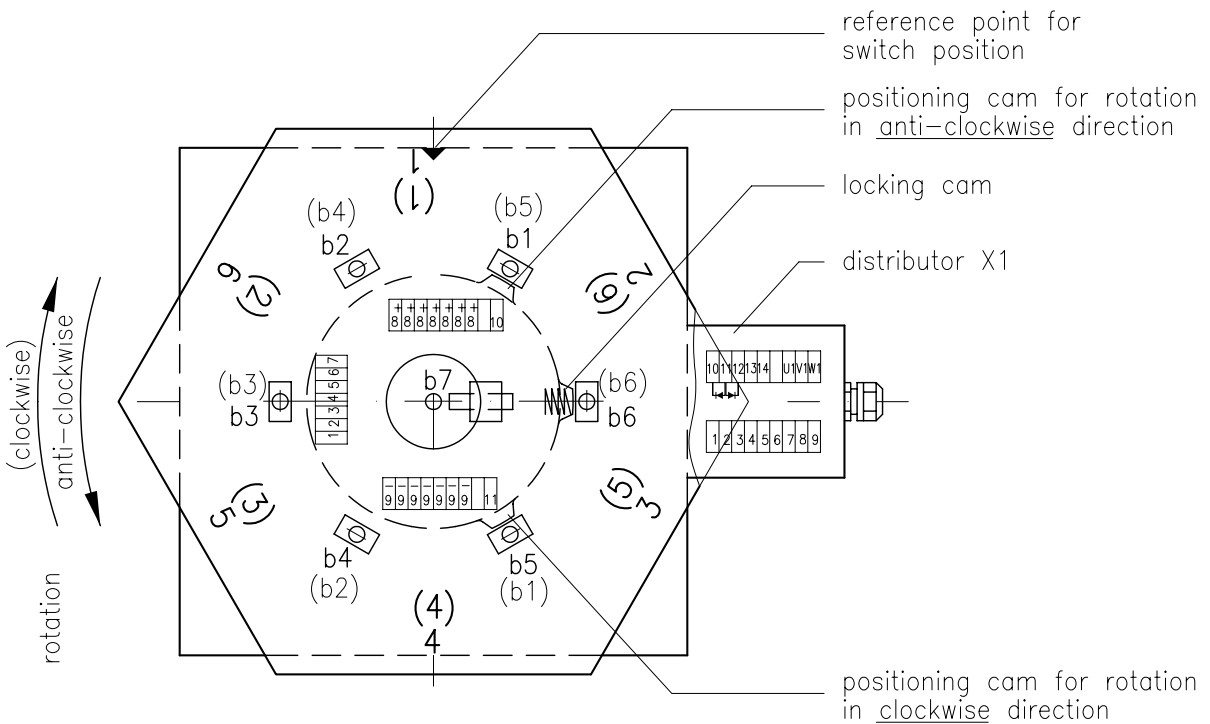 reference point for
switch position
positioning cam for rotation
in anti-clockwise direction
locking cam
distributor X1
1
(1)
(b4)
b2
(b5)
b1
6
(2)
(6)
2
+ + + + + + +
8 8 8 8 8 8 8 10
(clockwise)
anti-clockwise
rotation
(b3)
b3
1 2 3 4 5 6 7
b7
(b6)
b6
10 11 12 13 14 U1 V1 W1
1 2 3 4 5 6 7 8 9
− − − − − − −
9 9 9 9 9 9 9 11
5
(3)
(5)
3
b4
(b2)
b5
(b1)
(4)
4
positioning cam for rotation
in clockwise direction